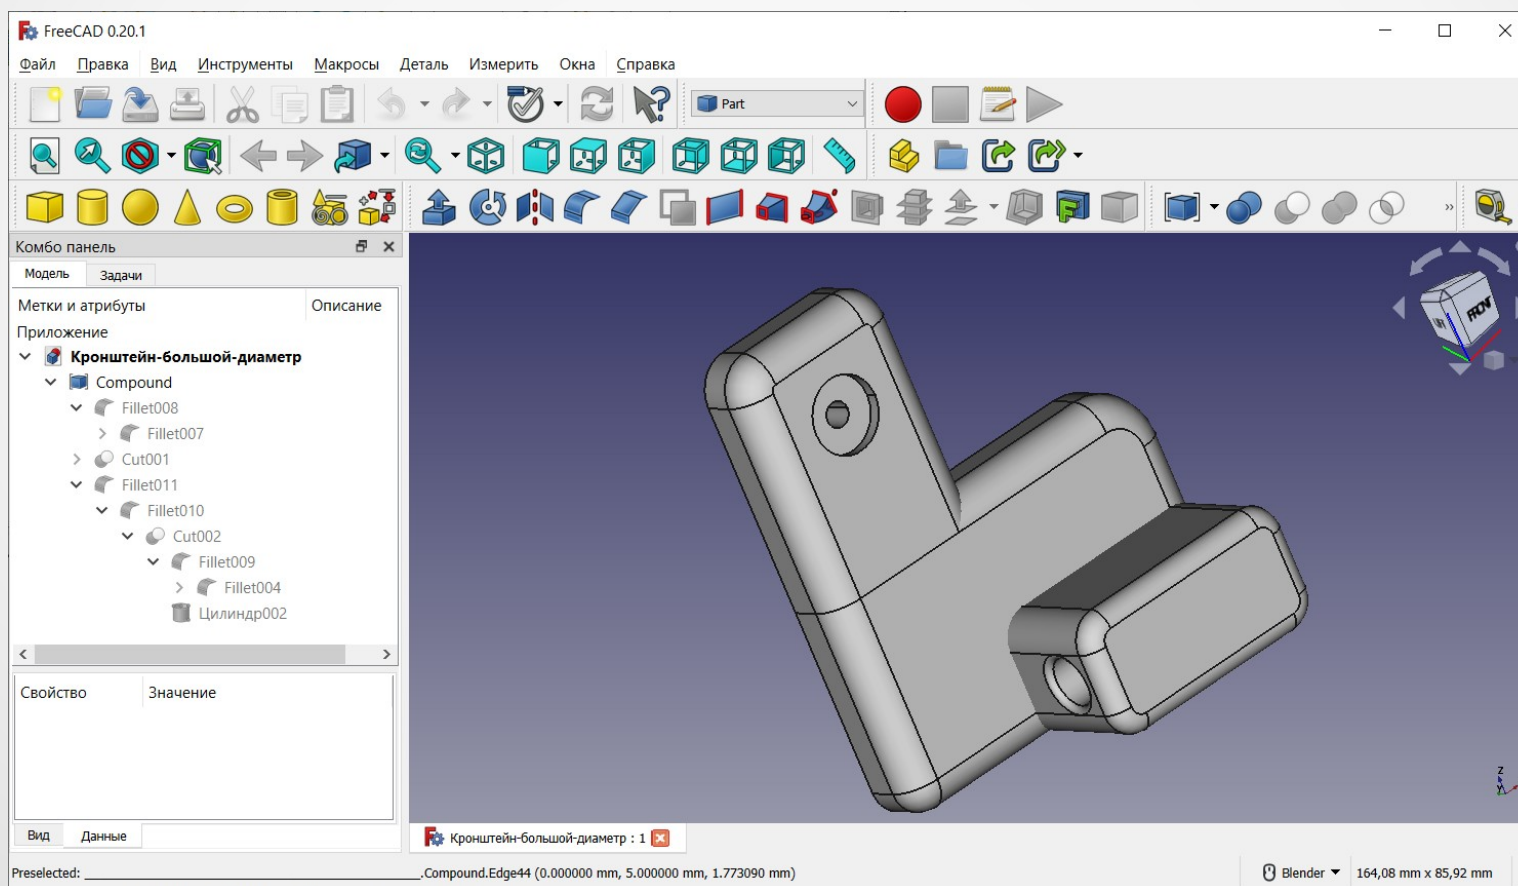 FreeCAD 0.20.1
Файл Правка Вид Инструменты Макросы Деталь Измерить Окна Справка
Part
Комбо панель
Модель Задачи
Метки и атрибуты Описание
Приложение
Кронштейн-большой-диаметр
Compound
Fillet008
Fillet007
Cut001
Fillet011
Fillet010
Cut002
Fillet009
Fillet004
Цилиндр002
Свойство Значение
Вид Данные
FRONT
Z
Кронштейн-большой-диаметр : 1
Preselected: .Compound.Edge44 (0.000000 mm, 5.000000 mm, 1.773090 mm)
Blender 164,08 mm x 85,92 mm